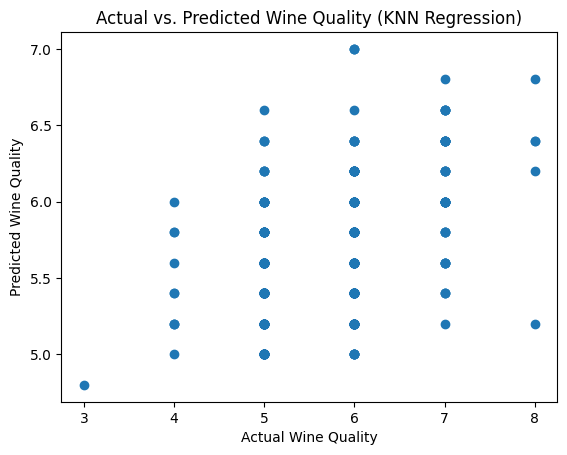 Actual vs. Predicted Wine Quality (KNN Regression)
7.0
6.5
6.0
5.5
5.0
Predicted Wine Quality
3 4 5 6 7 8
Actual Wine Quality